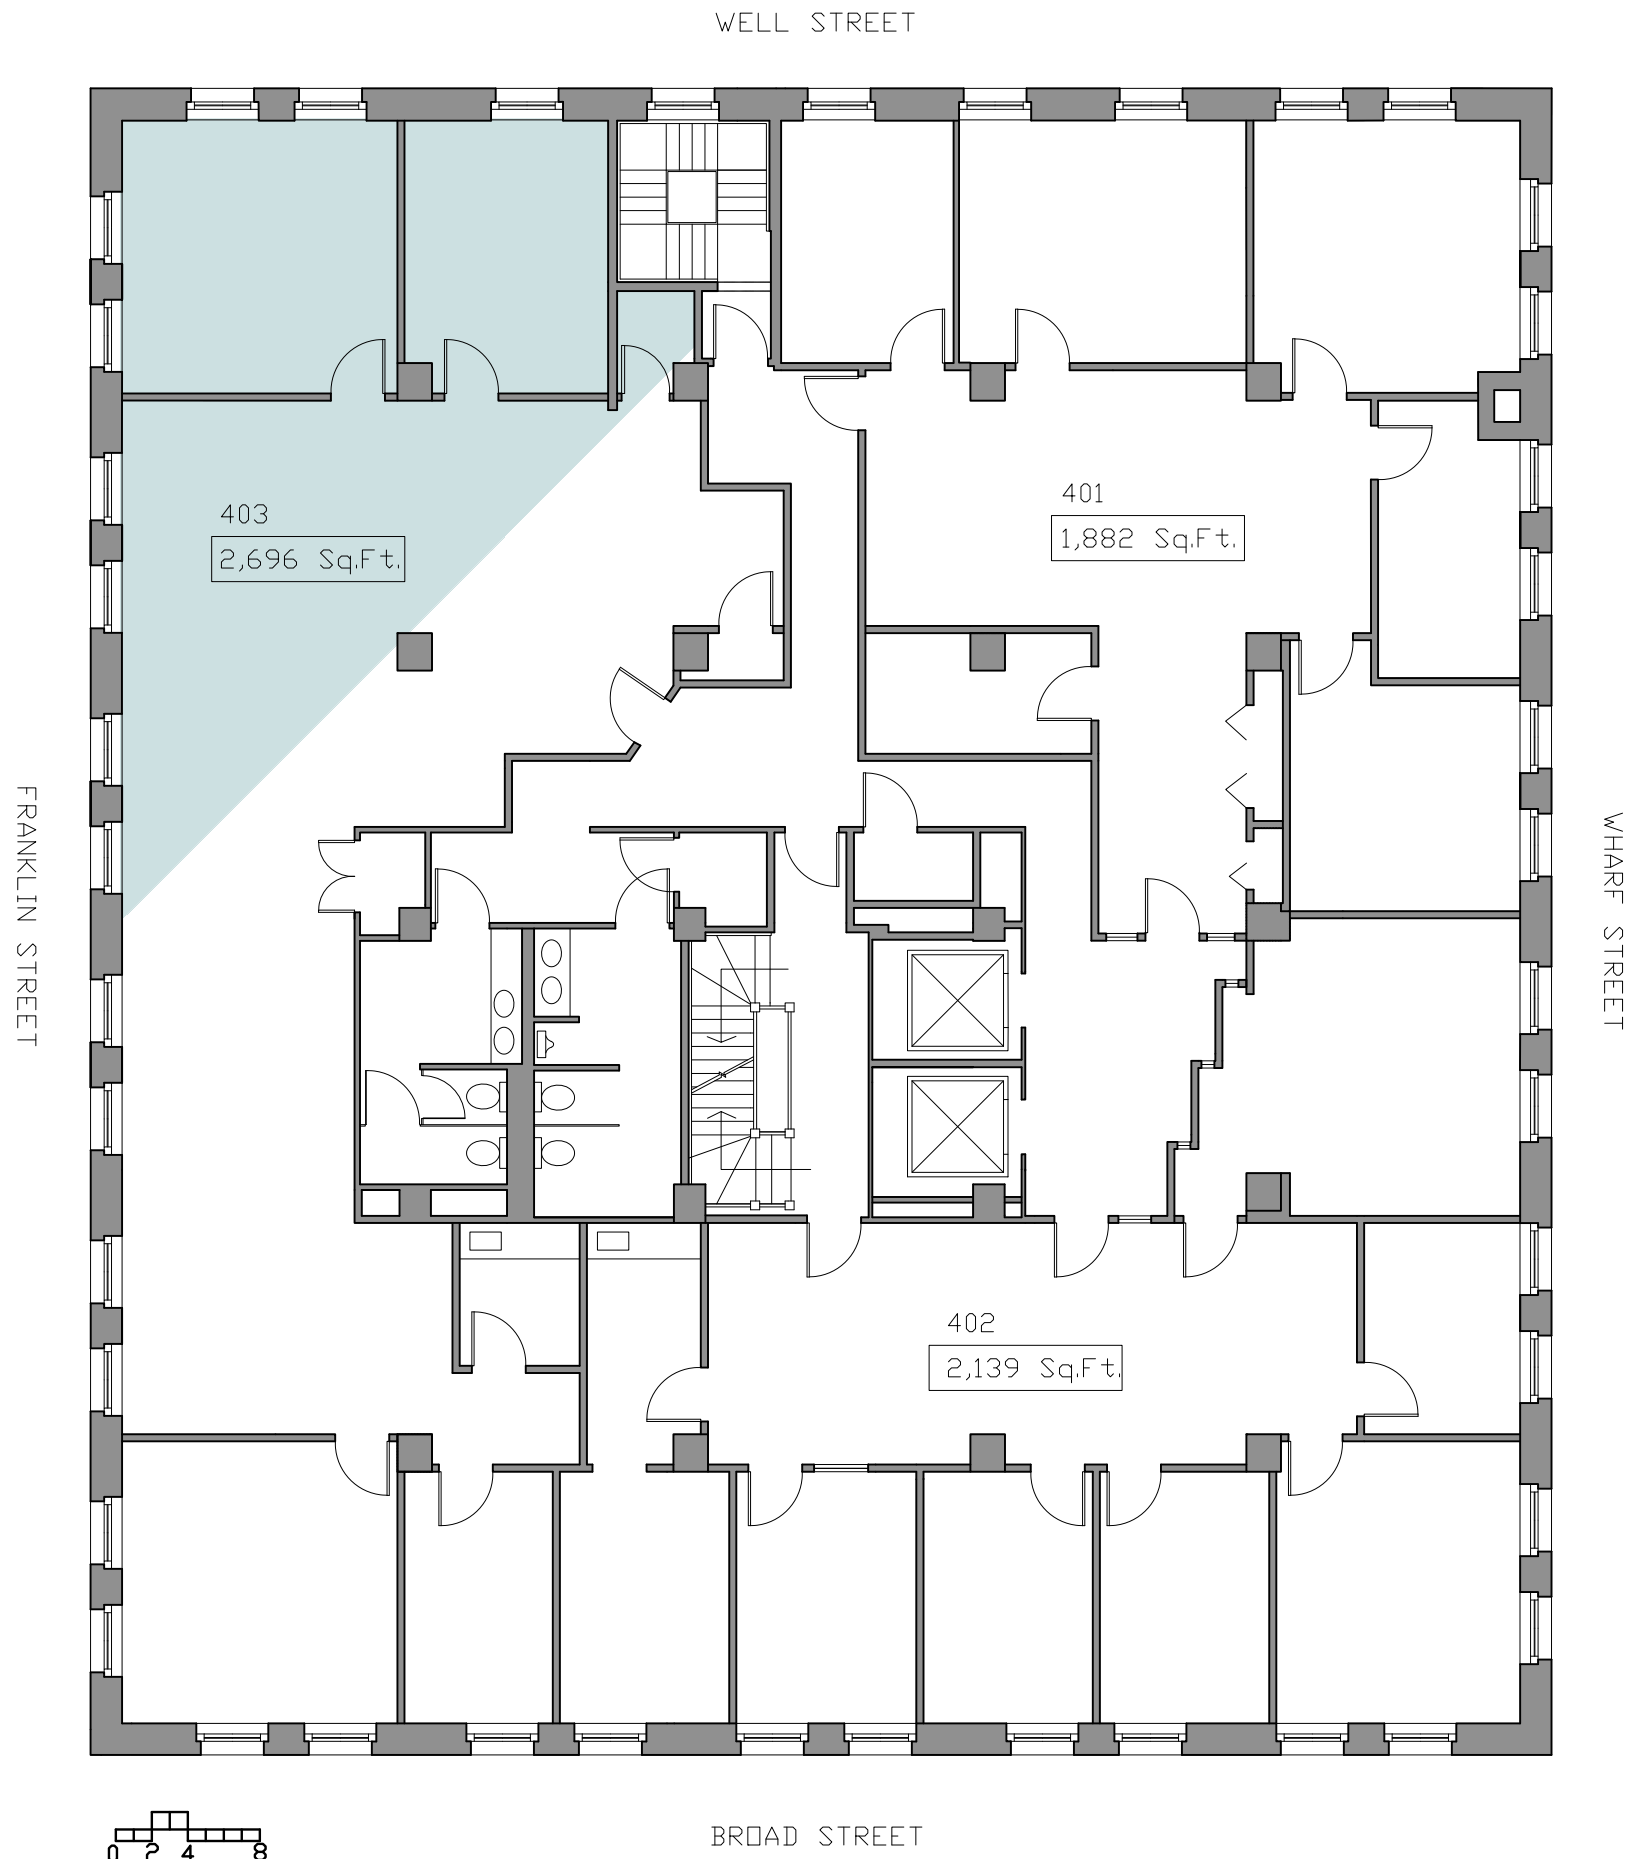 WELL STREET
403
2,696 Sq.Ft.
401
1,882 Sq.Ft.
FRANKLIN STREET
WHARF STREET
402
2,139 Sq.Ft.
BROAD STREET
0 2 4 8